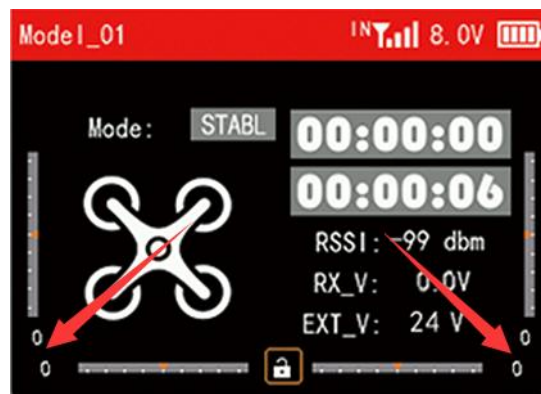 Model_01 IN 8.0V
Mode: STABL 00:00:00
00:00:06
RSSI: -99 dbm
RX_V: 0.0V
EXT_V: 24 V
0 0
0 0